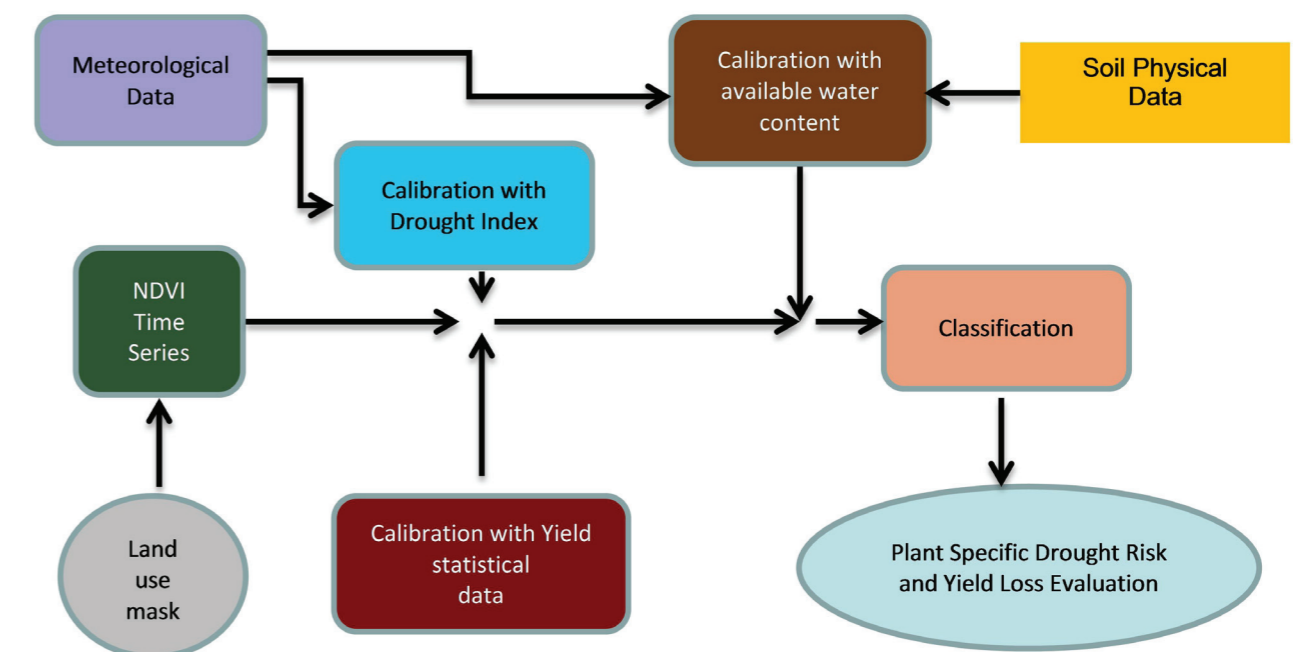 Meteorological
Data
Calibration with
available water
content
Soil Physical
Data
Calibration with
Drought Index
NDVI
Time
Series
Classification
Land
use
mask
Calibration with Yield
statistical
data
Plant Specific Drought Risk
and Yield Loss Evaluation